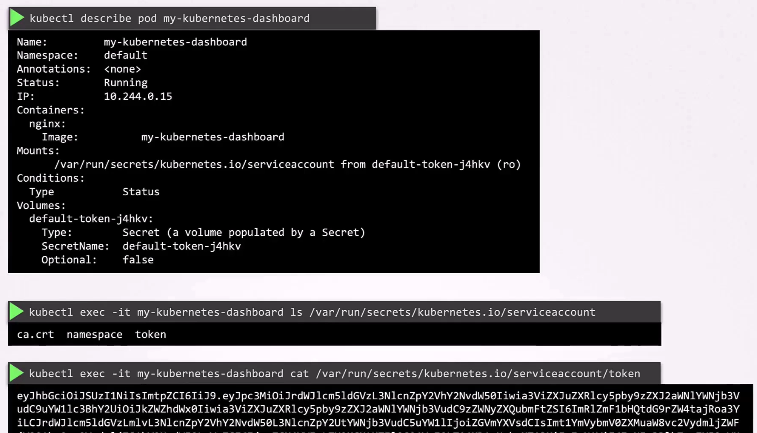 kubectl describe pod my-kubernetes-dashboard
Name: my-kubernetes-dashboard
Namespace: default
Annotations: <none>
Status: Running
IP: 10.244.0.15
Containers:
nginx:
Image: my-kubernetes-dashboard
Mounts:
/var/run/secrets/kubernetes.io/serviceaccount from default-token-j4hkv (ro)
Conditions:
Type Status
Volumes:
default-token-j4hkv:
Type: Secret (a volume populated by a Secret)
SecretName: default-token-j4hkv
Optional: false
kubectl exec -it my-kubernetes-dashboard ls /var/run/secrets/kubernetes.io/serviceaccount
ca.crt namespace token
kubectl exec -it my-kubernetes-dashboard cat /var/run/secrets/kubernetes.io/serviceaccount/token